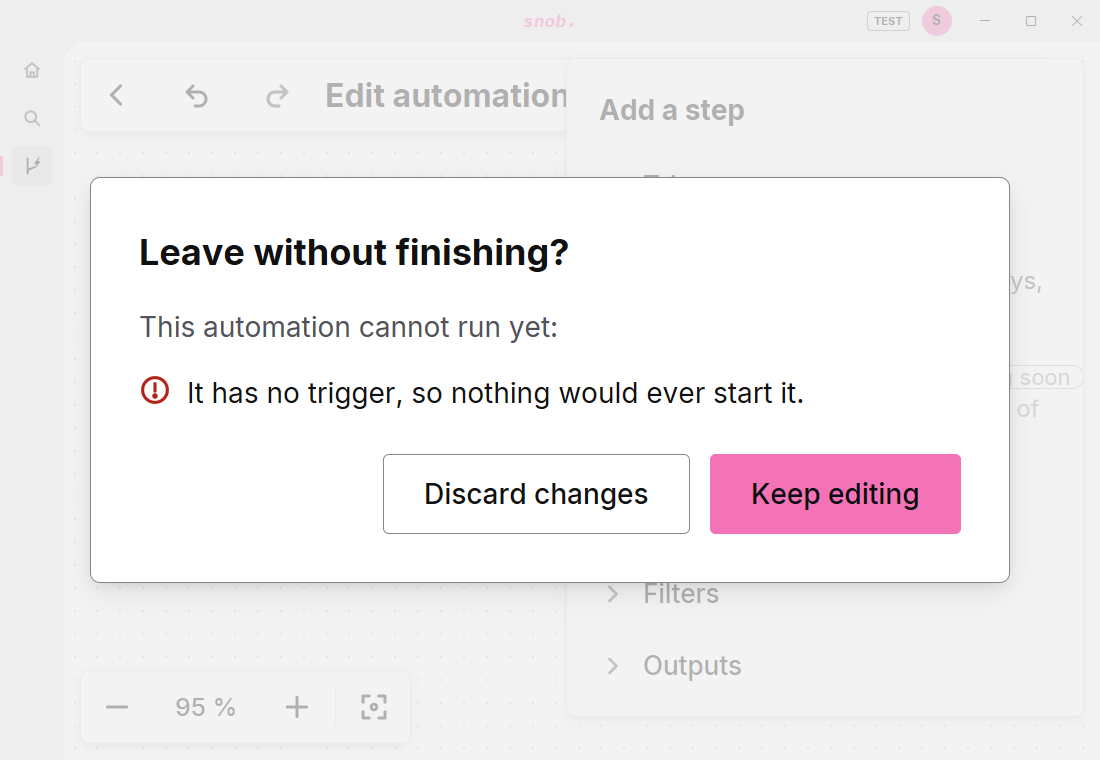 snob.
TEST
S
Edit automation
Add a step
Leave without finishing?
This automation cannot run yet:
It has no trigger, so nothing would ever start it.
Discard changes
Keep editing
ys,
soon
of
Filters
Outputs
95 %